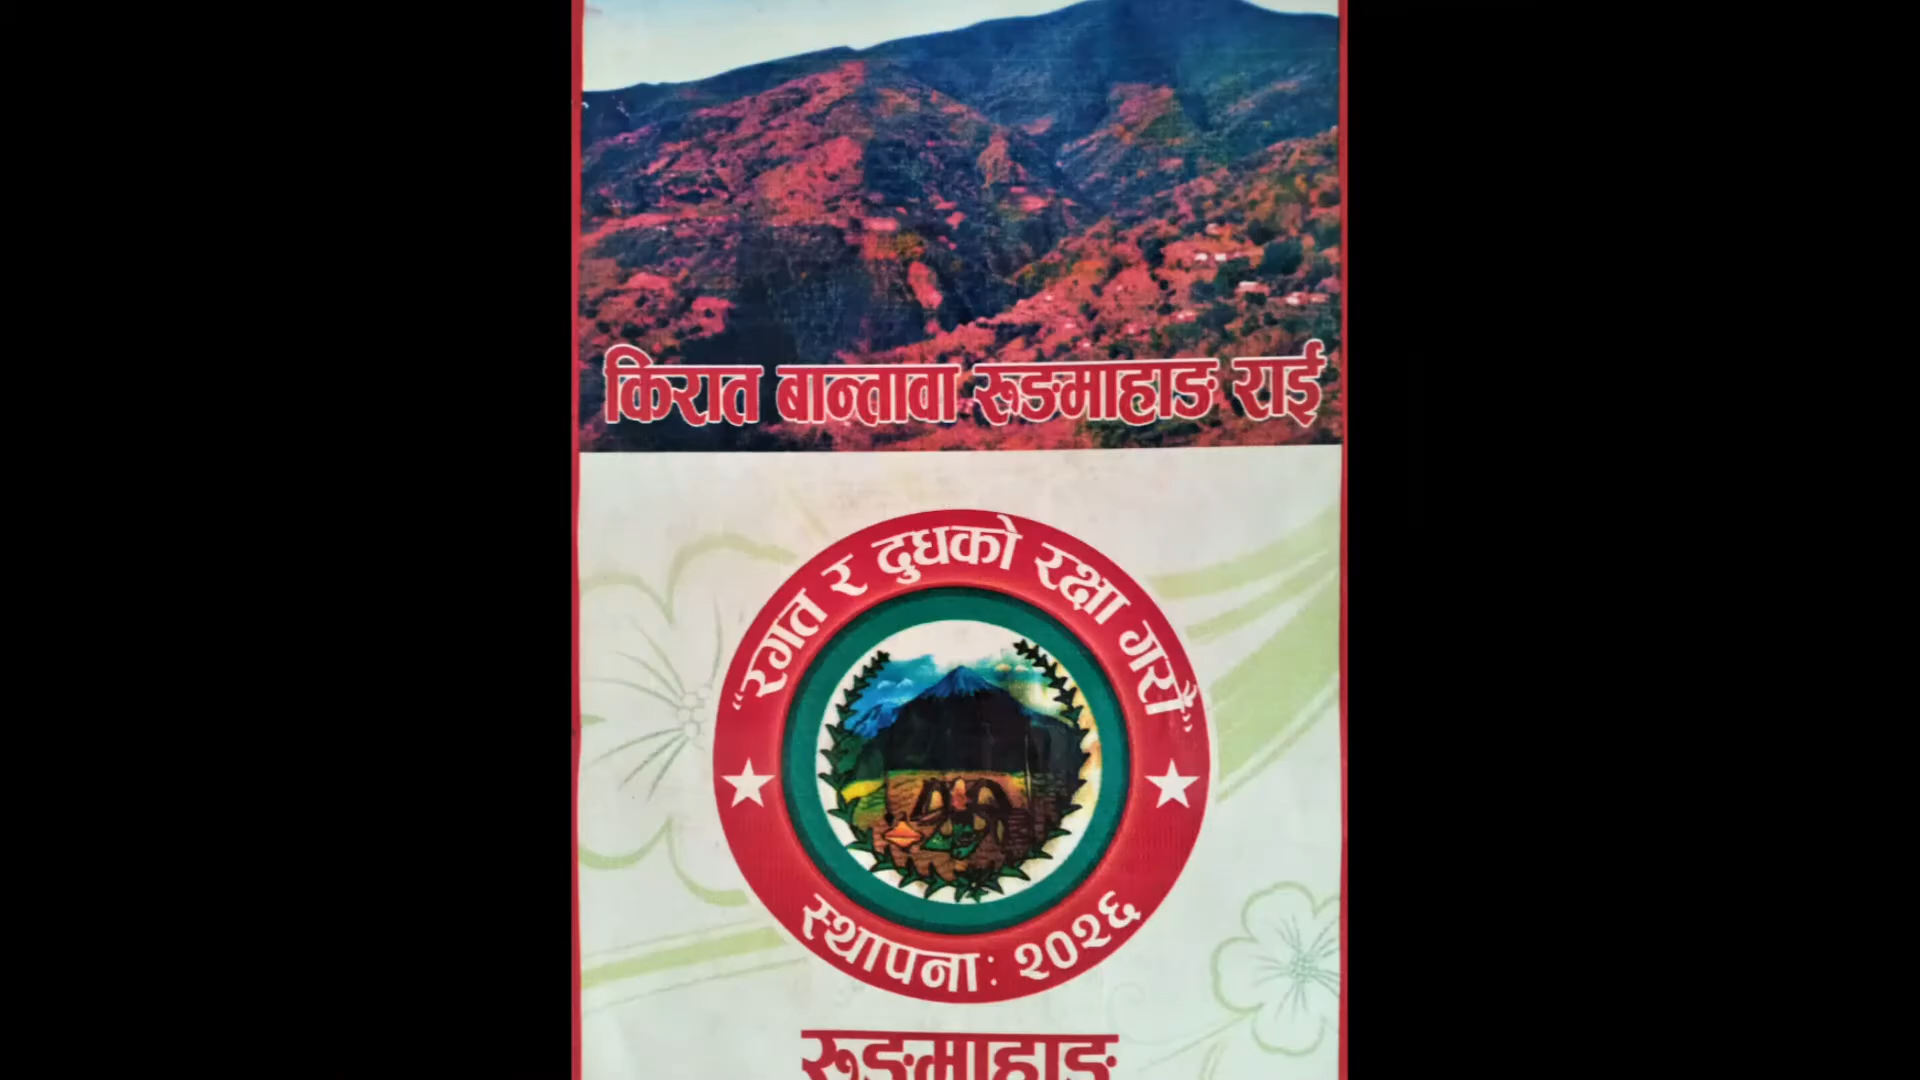 किरात बान्तावा रूङमाहाङ राई
“रगत र दुधको रक्षा गरौं”
स्थापना: २०२६
रूङमाहाङ